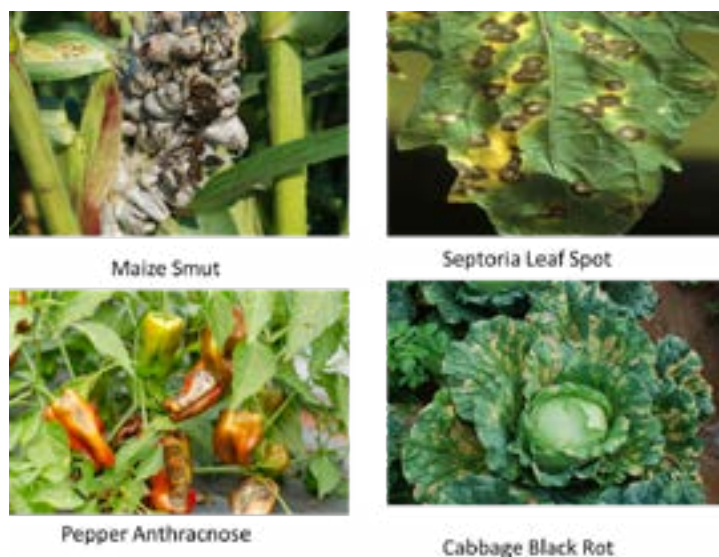 Maize Smut
Septoria Leaf Spot
Pepper Anthracnose
Cabbage Black Rot